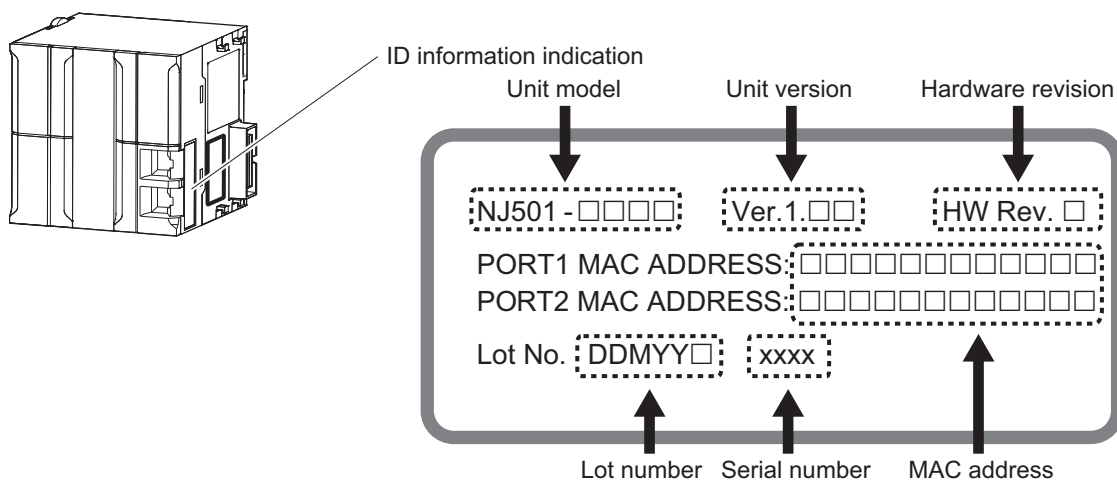 ID information indication
Unit model Unit version Hardware revision
NJ501 - □□□□ Ver.1.□□ HW Rev. □
PORT1 MAC ADDRESS: □□□□□□□□□□□□
PORT2 MAC ADDRESS: □□□□□□□□□□□□
Lot No. DDMYY□ xxxx
Lot number Serial number MAC address